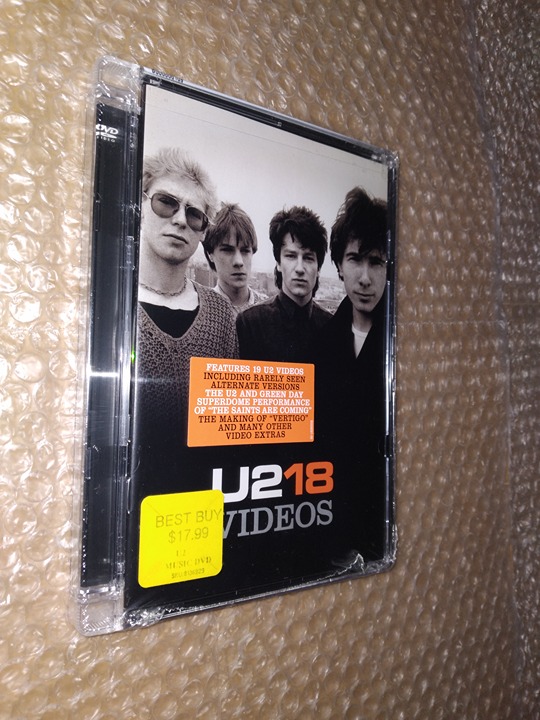 DVD
FEATURES 19 U2 VIDEOS
INCLUDING RARELY SEEN
ALTERNATE VERSIONS
THE U2 AND GREEN DAY
SUPERDOME PERFORMANCE
OF "THE SAINTS ARE COMING"
THE MAKING OF "VERTIGO"
AND MANY OTHER
VIDEO EXTRAS
U218
VIDEOS
BEST BUY
$17.99
U2
MUSIC DVD